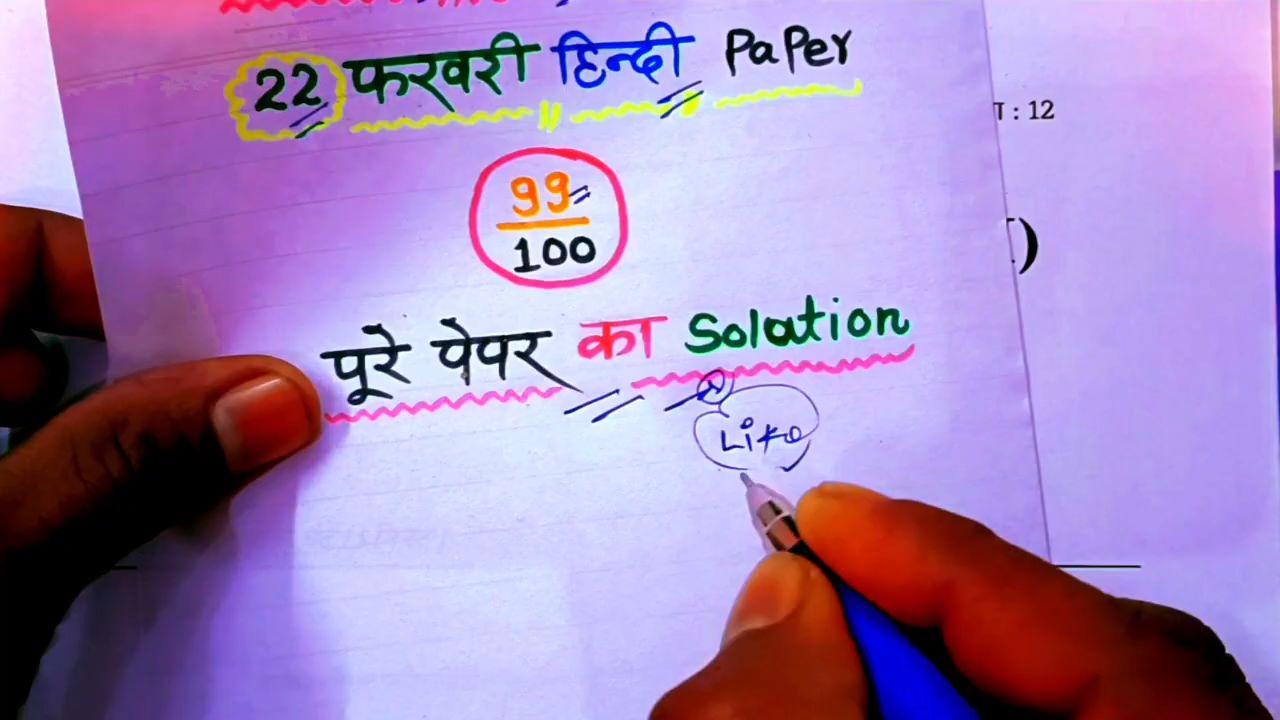 22 फरवरी हिन्दी PaPer
99
100
पूरे पेपर का Solation
Like
: 12
)